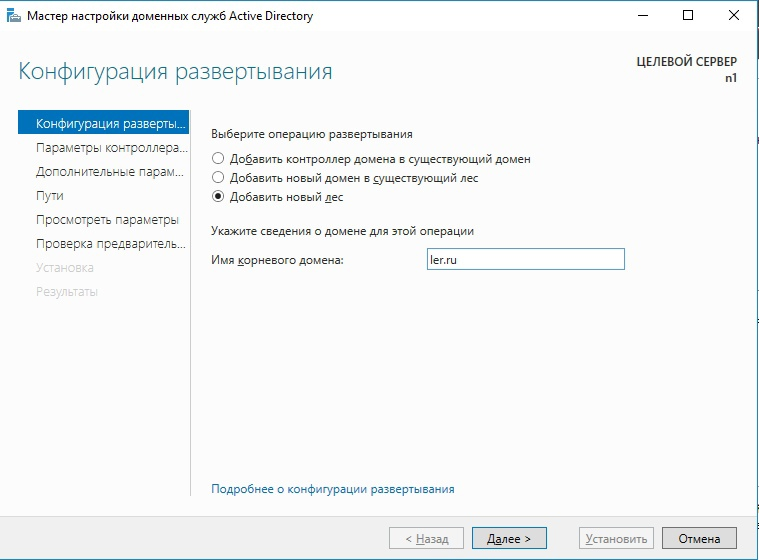 Мастер настройки доменных служб Active Directory
Конфигурация развертывания
ЦЕЛЕВОЙ СЕРВЕР
n1
Конфигурация разверты...
Параметры контроллера...
Дополнительные парам...
Пути
Просмотреть параметры
Проверка предваритель...
Установка
Результаты
Выберите операцию развертывания
Добавить контроллер домена в существующий домен
Добавить новый домен в существующий лес
Добавить новый лес
Укажите сведения о домене для этой операции
Имя корневого домена: ler.ru
Подробнее о конфигурации развертывания
< Назад Далее > Установить Отмена